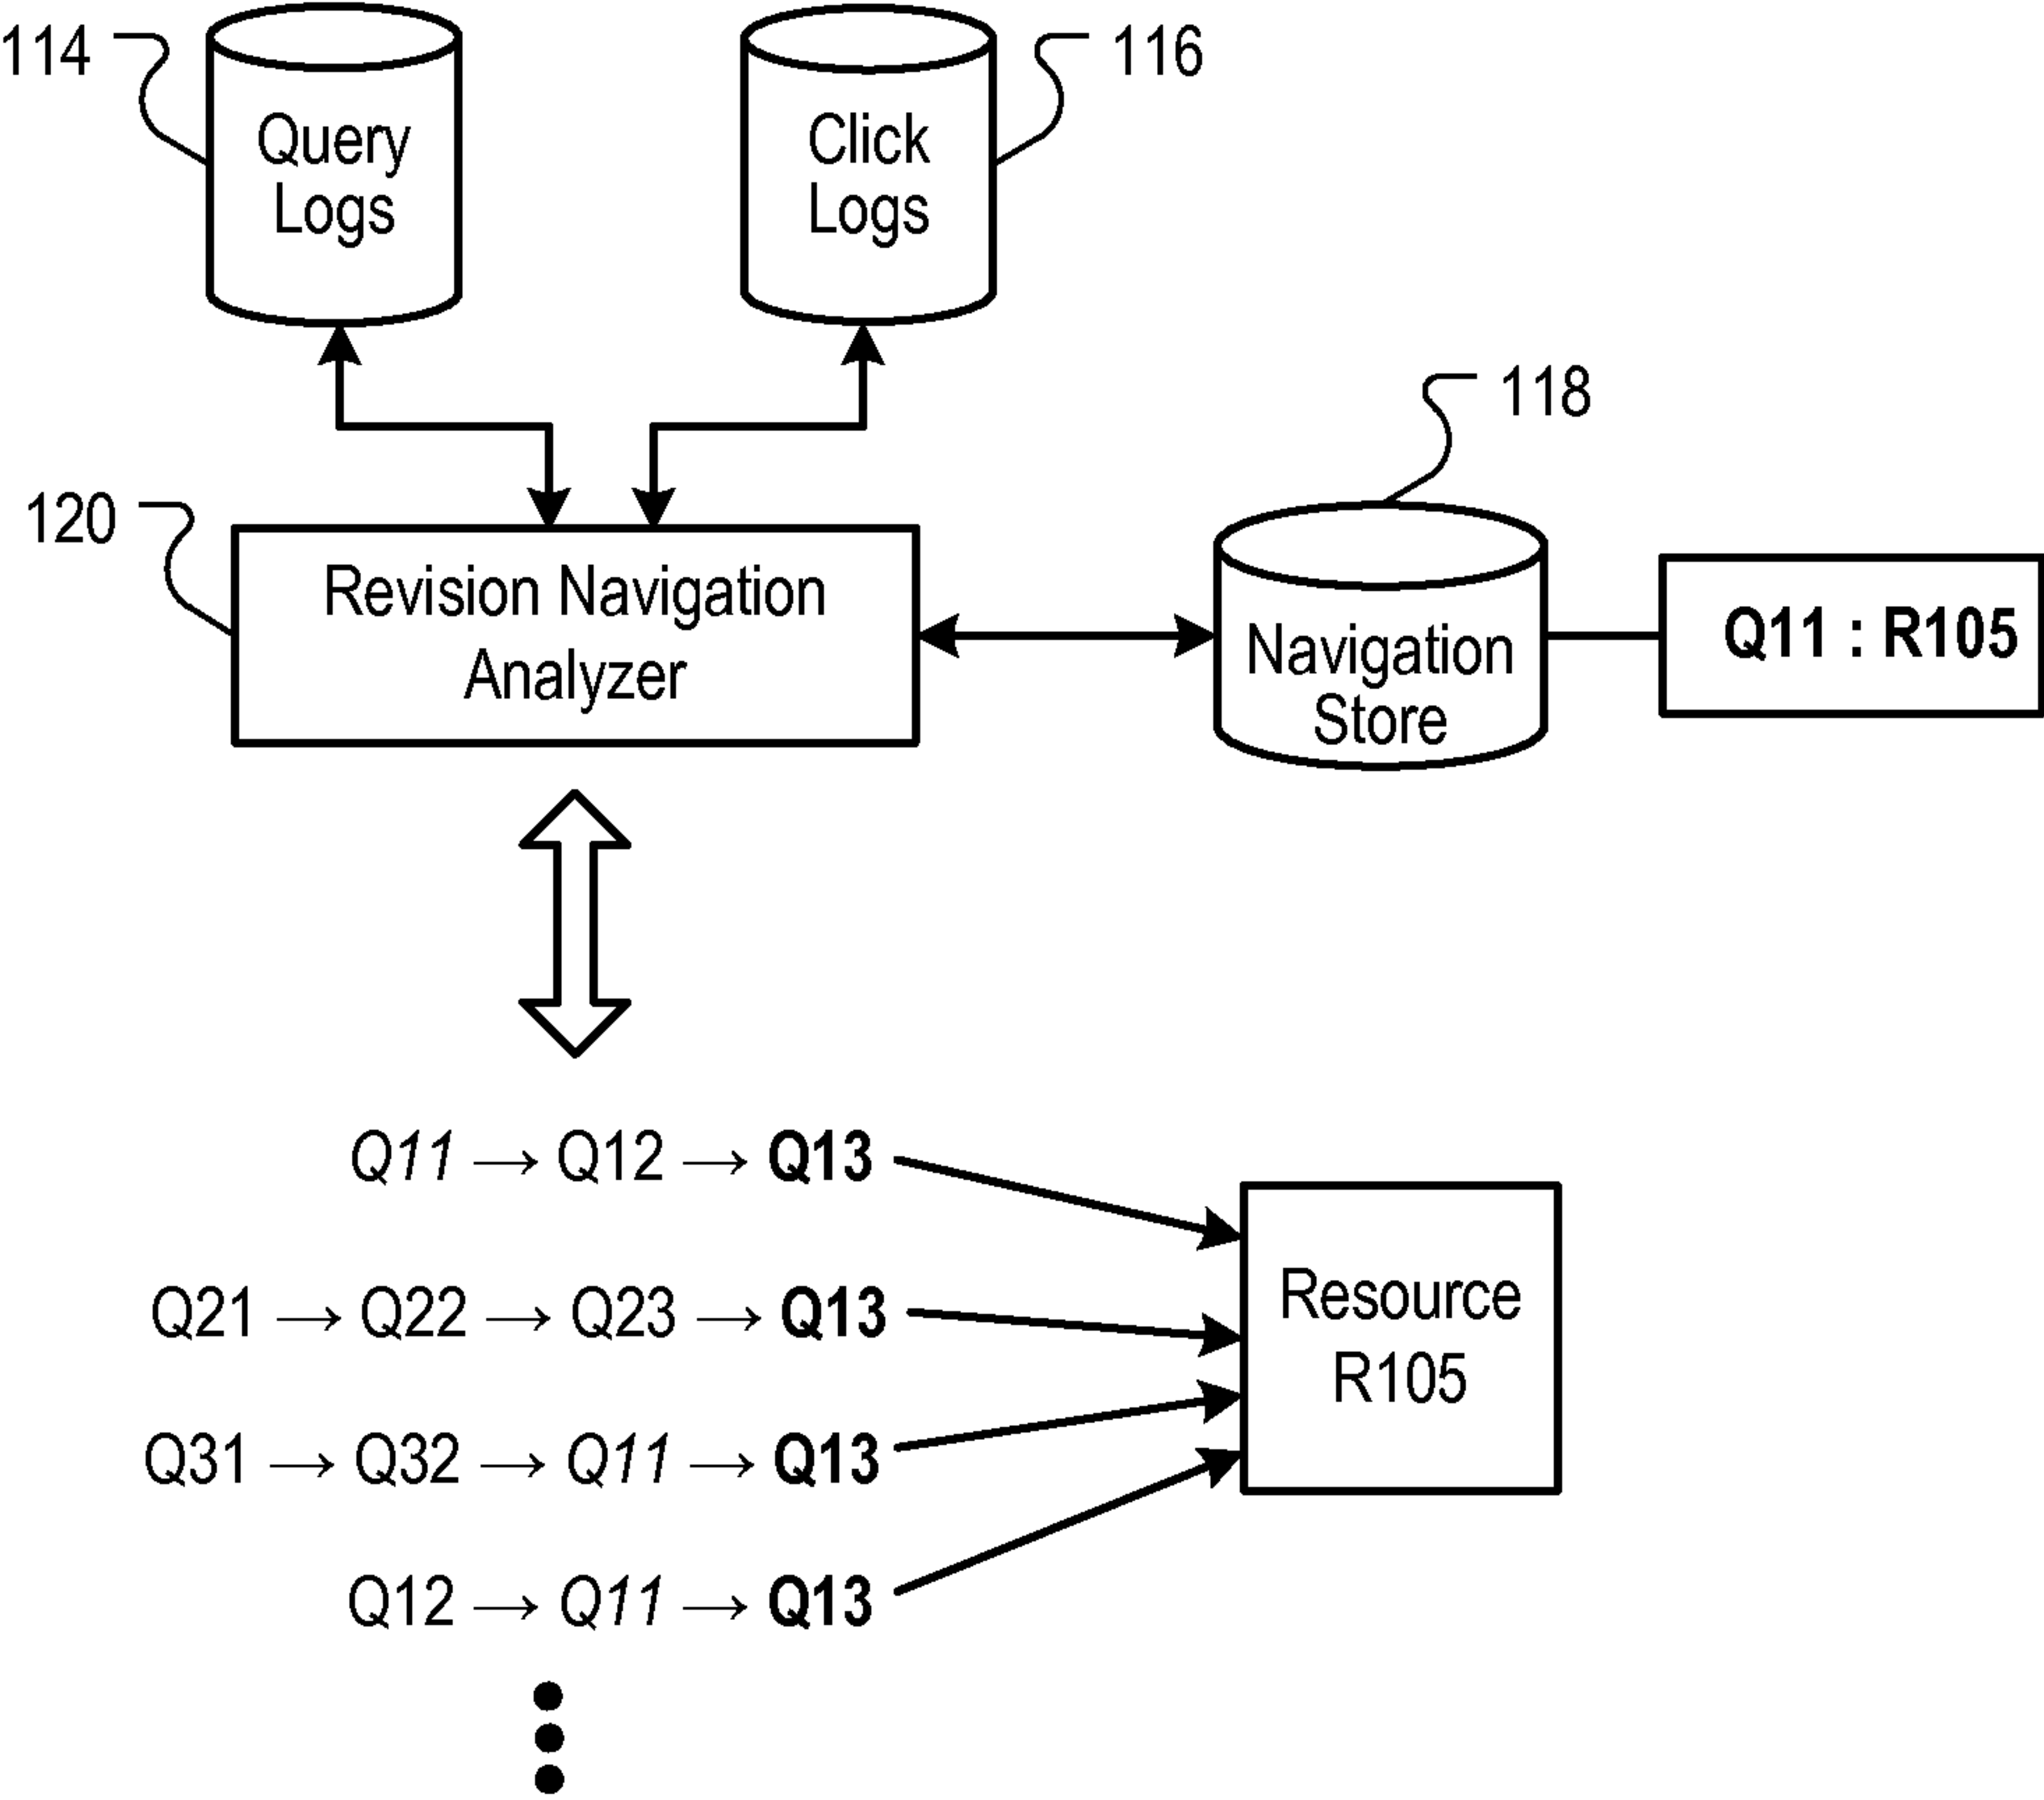 114
116
Query
Logs
Click
Logs
118
120
Revision Navigation
Analyzer
Navigation
Store
Q11 : R105
Q11 → Q12 → Q13
Q21 → Q22 → Q23 → Q13
Q31 → Q32 → Q11 → Q13
Q12 → Q11 → Q13
Resource
R105